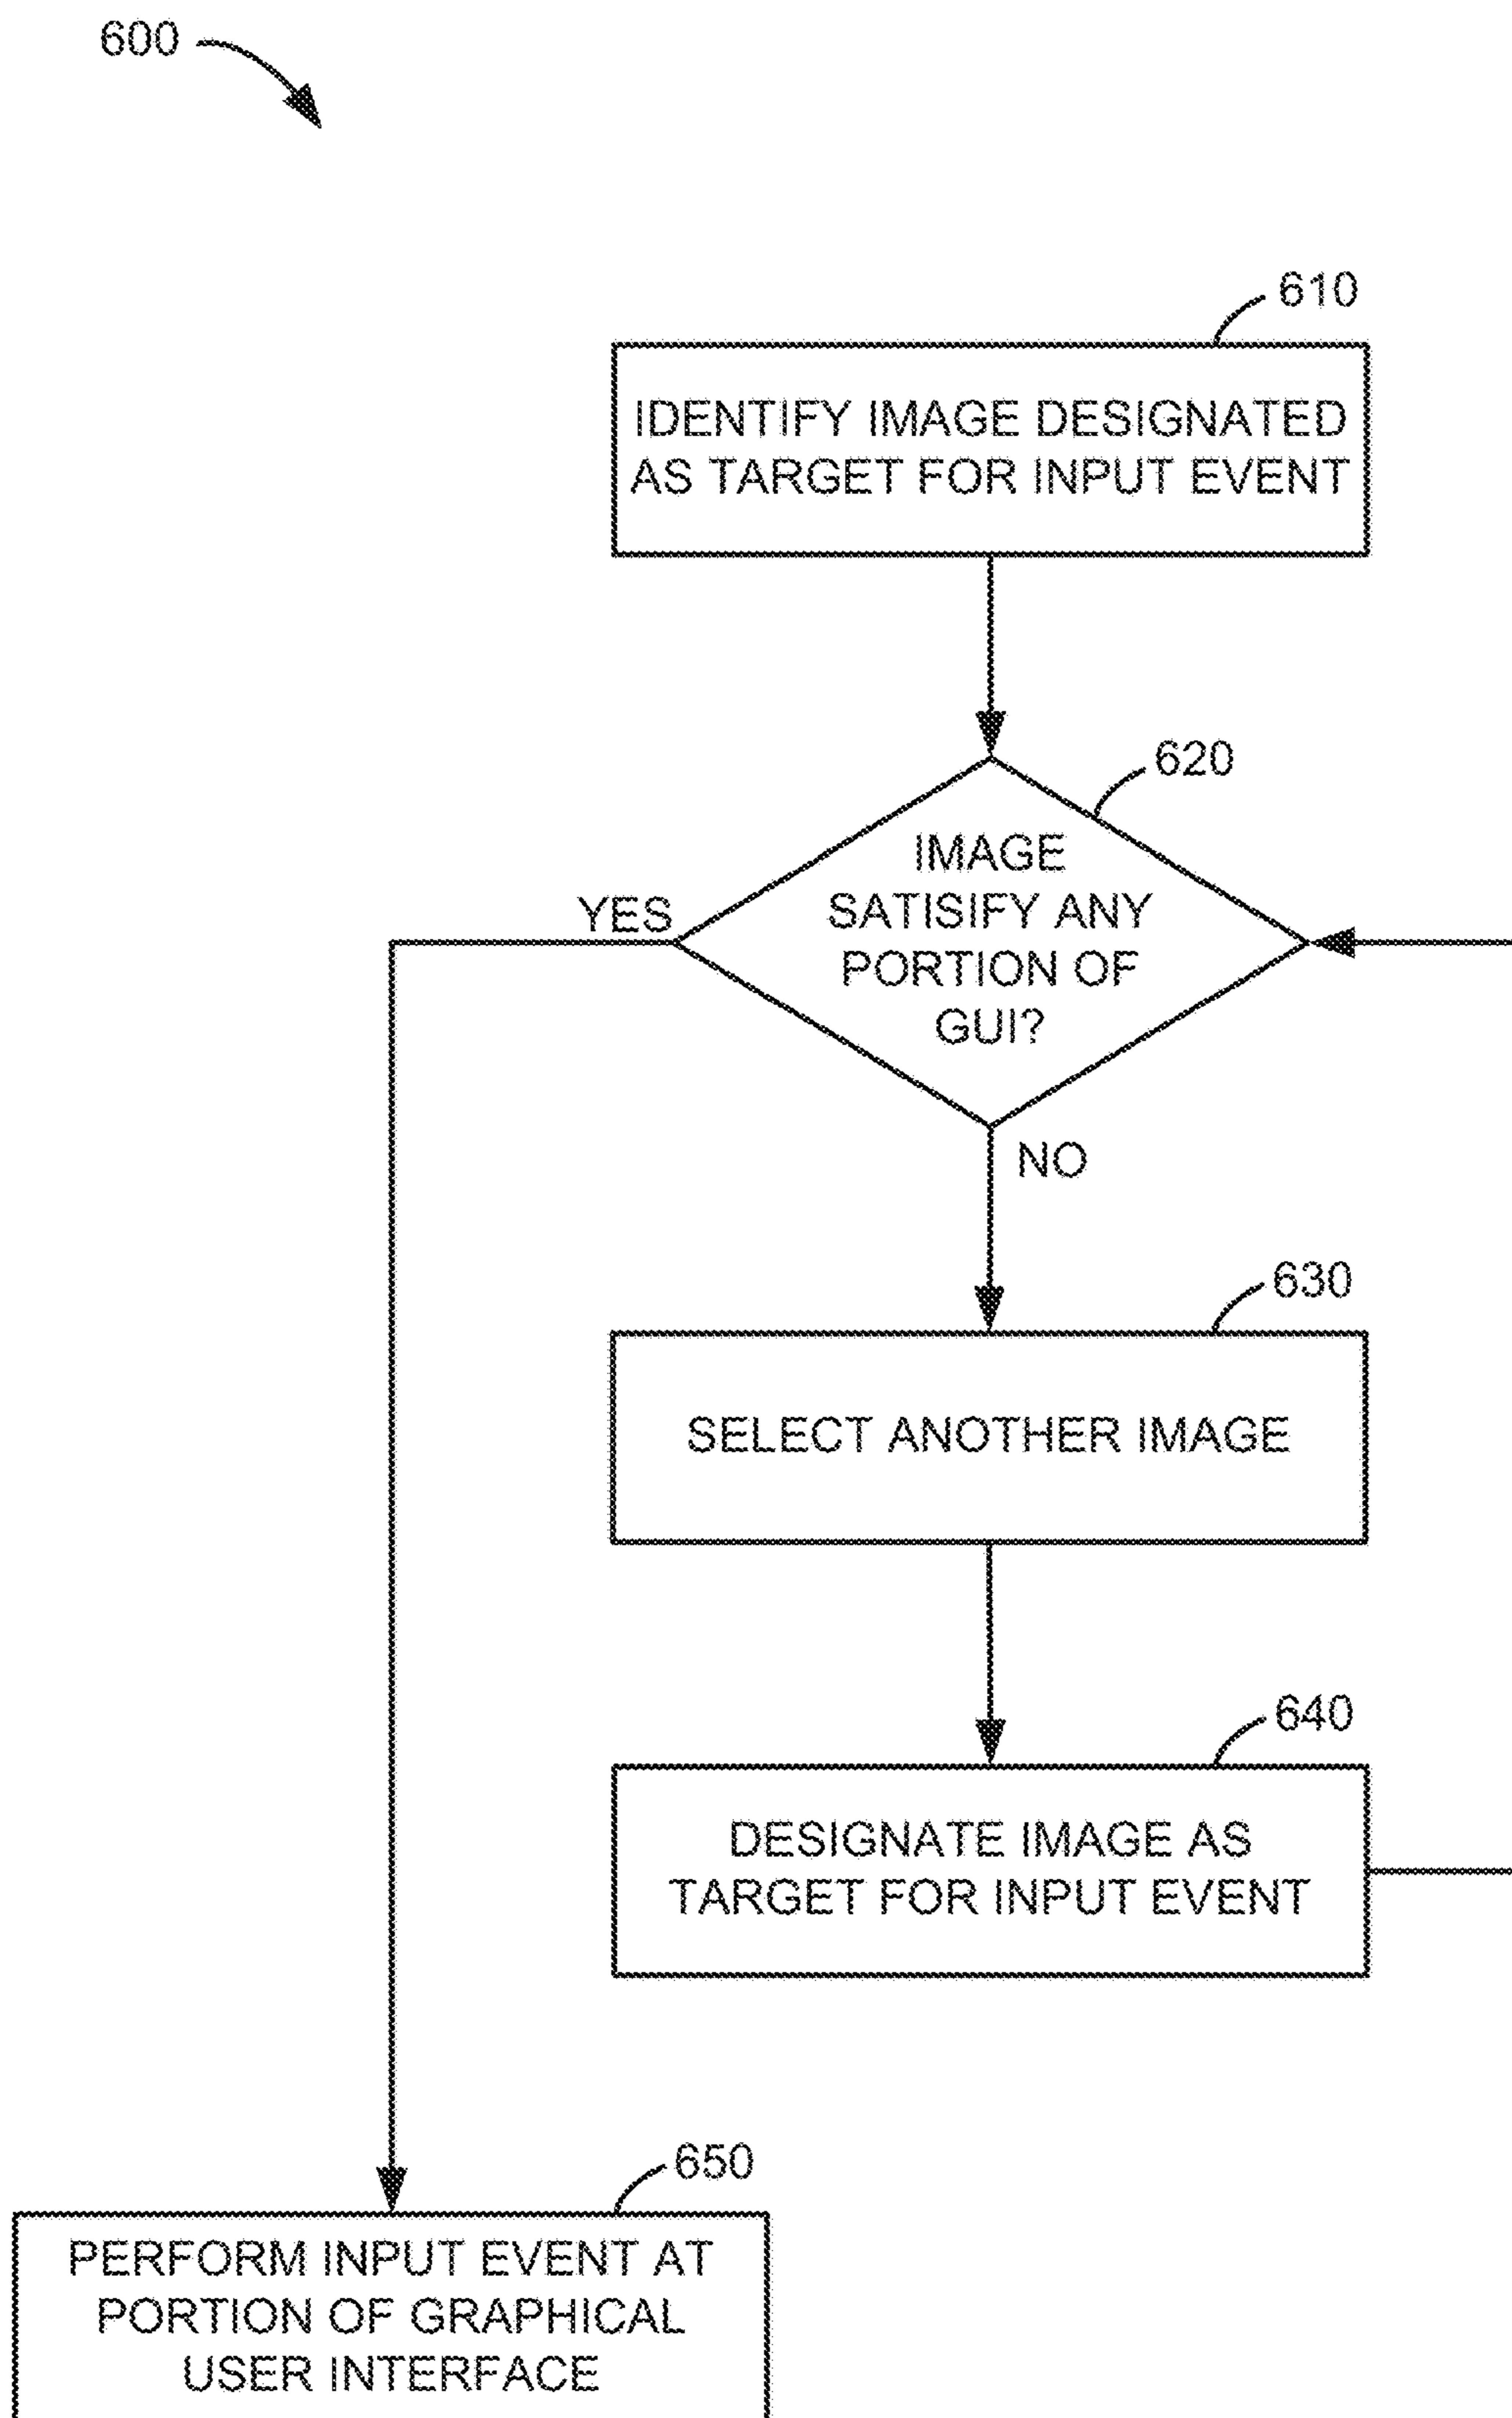 600
610
IDENTIFY IMAGE DESIGNATED
AS TARGET FOR INPUT EVENT
620
IMAGE
SATISIFY ANY
PORTION OF
GUI?
YES
NO
630
SELECT ANOTHER IMAGE
640
DESIGNATE IMAGE AS
TARGET FOR INPUT EVENT
650
PERFORM INPUT EVENT AT
PORTION OF GRAPHICAL
USER INTERFACE